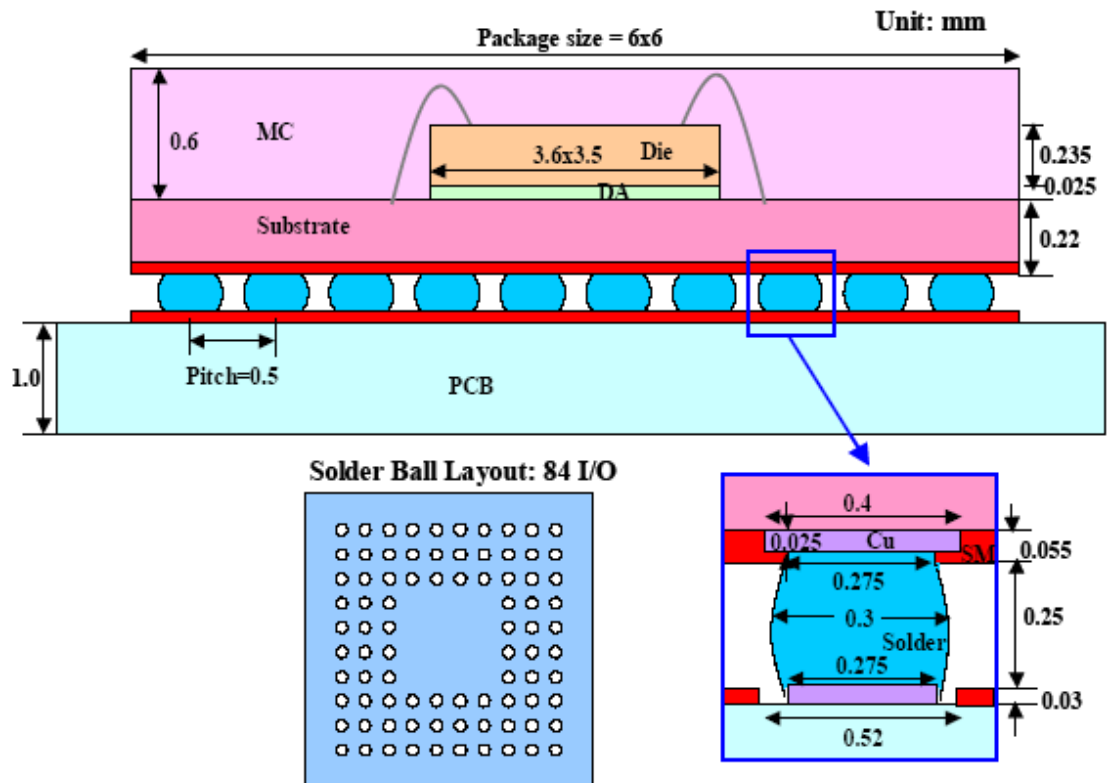 Unit: mm
Package size = 6x6
0.6
MC
3.6x3.5
Die
0.235
DA
0.025
Substrate
0.22
Pitch=0.5
1.0
PCB
Solder Ball Layout: 84 I/O
0.4
0.025
Cu
SM
0.055
0.275
0.3
0.25
Solder
0.275
0.03
0.52